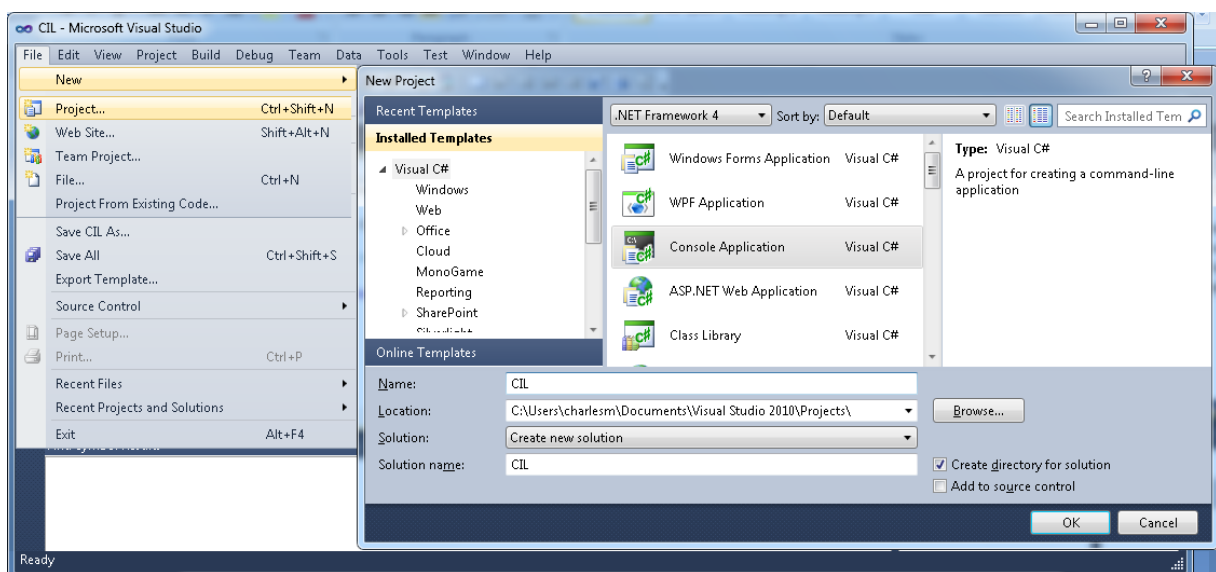 CIL - Microsoft Visual Studio
File Edit View Project Build Debug Team Data Tools Test Window Help
New
Project... Ctrl+Shift+N
Web Site... Shift+Alt+N
Team Project...
File... Ctrl+N
Project From Existing Code...
Save CIL As...
Save All Ctrl+Shift+S
Export Template...
Source Control
Page Setup...
Print... Ctrl+P
Recent Files
Recent Projects and Solutions
Exit Alt+F4
Ready
New Project
Recent Templates
Installed Templates
Visual C#
Windows
Web
Office
Cloud
MonoGame
Reporting
SharePoint
Silverlight
Online Templates
.NET Framework 4 Sort by: Default Search Installed Tem
Windows Forms Application Visual C#
WPF Application Visual C#
Console Application Visual C#
ASP.NET Web Application Visual C#
Class Library Visual C#
Type: Visual C#
A project for creating a command-line
application
Name: CIL
Location: C:\Users\charlesm\Documents\Visual Studio 2010\Projects\ Browse...
Solution: Create new solution
Solution name: CIL
Create directory for solution
Add to source control
OK Cancel